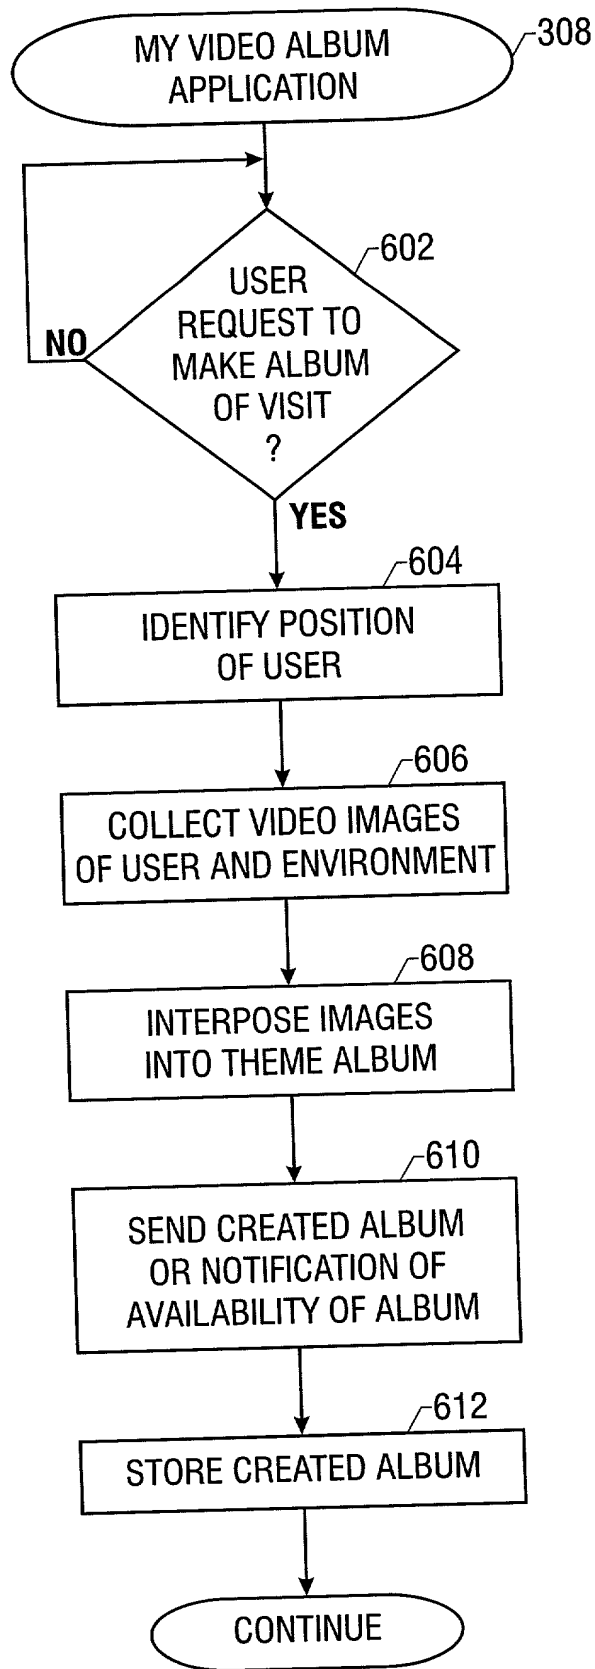 MY VIDEO ALBUM
APPLICATION
308
602
USER
REQUEST TO
MAKE ALBUM
OF VISIT
?
NO
YES
604
IDENTIFY POSITION
OF USER
606
COLLECT VIDEO IMAGES
OF USER AND ENVIRONMENT
608
INTERPOSE IMAGES
INTO THEME ALBUM
610
SEND CREATED ALBUM
OR NOTIFICATION OF
AVAILABILITY OF ALBUM
612
STORE CREATED ALBUM
CONTINUE